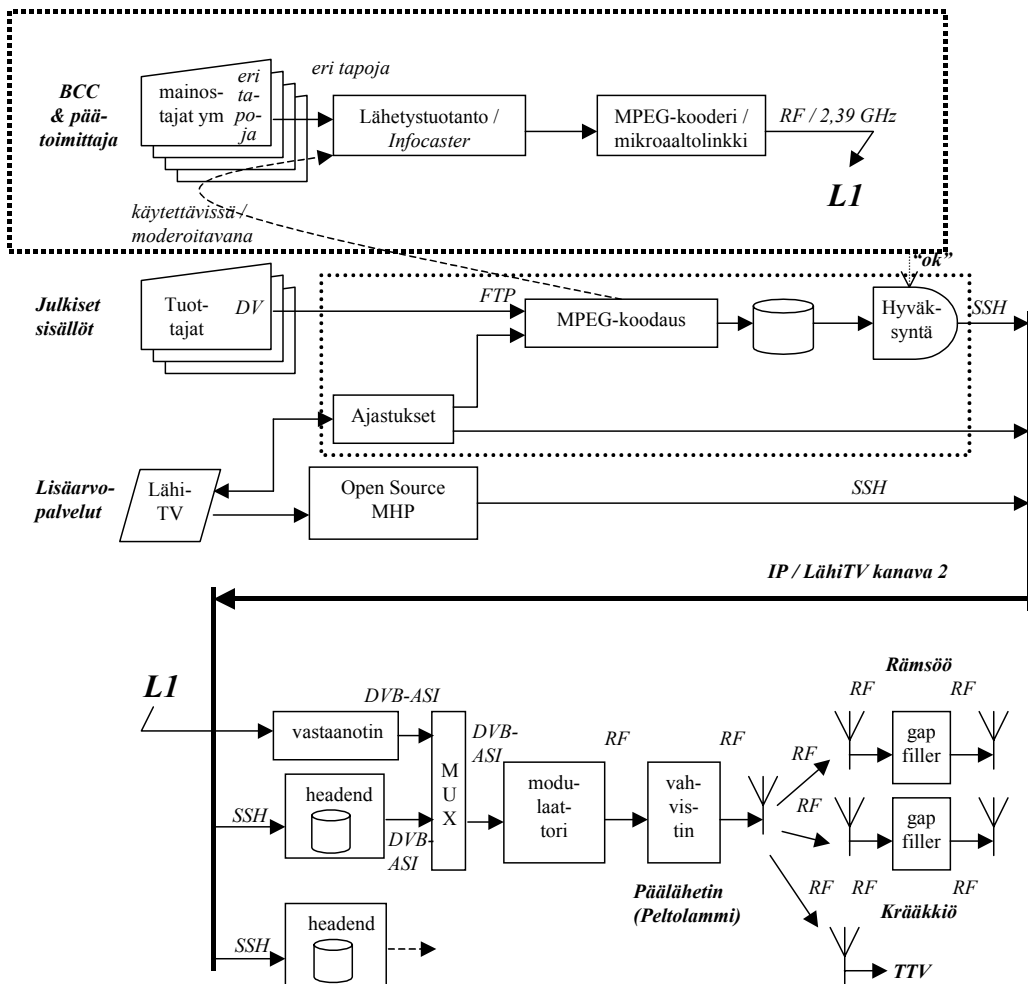 BCC
& pää-
toimittaja
mainos-
tajat ym
eri
ta-
po-
ja
eri tapoja
Lähetystuotanto /
Infocaster
MPEG-kooderi /
mikroaaltolinkki
RF / 2,39 GHz
L1
käytettävissä /
moderoitavana
"ok"
Julkiset
sisällöt
Tuot-
tajat
DV
FTP
MPEG-koodaus
Hyväk-
syntä
SSH
Ajastukset
Lisäarvo-
palvelut
Lähi-
TV
Open Source
MHP
SSH
IP / LähiTV kanava 2
L1
vastaanotin
DVB-ASI
M
U
X
DVB-
ASI
SSH
headend
DVB-
ASI
modu-
laat-
tori
RF
vah-
vis-
tin
RF
Päälähetin
(Peltolammi)
Rämsöö
RF
RF
RF
gap
filler
RF
gap
filler
RF
RF
RF
Krääkkiö
TTV
SSH
headend